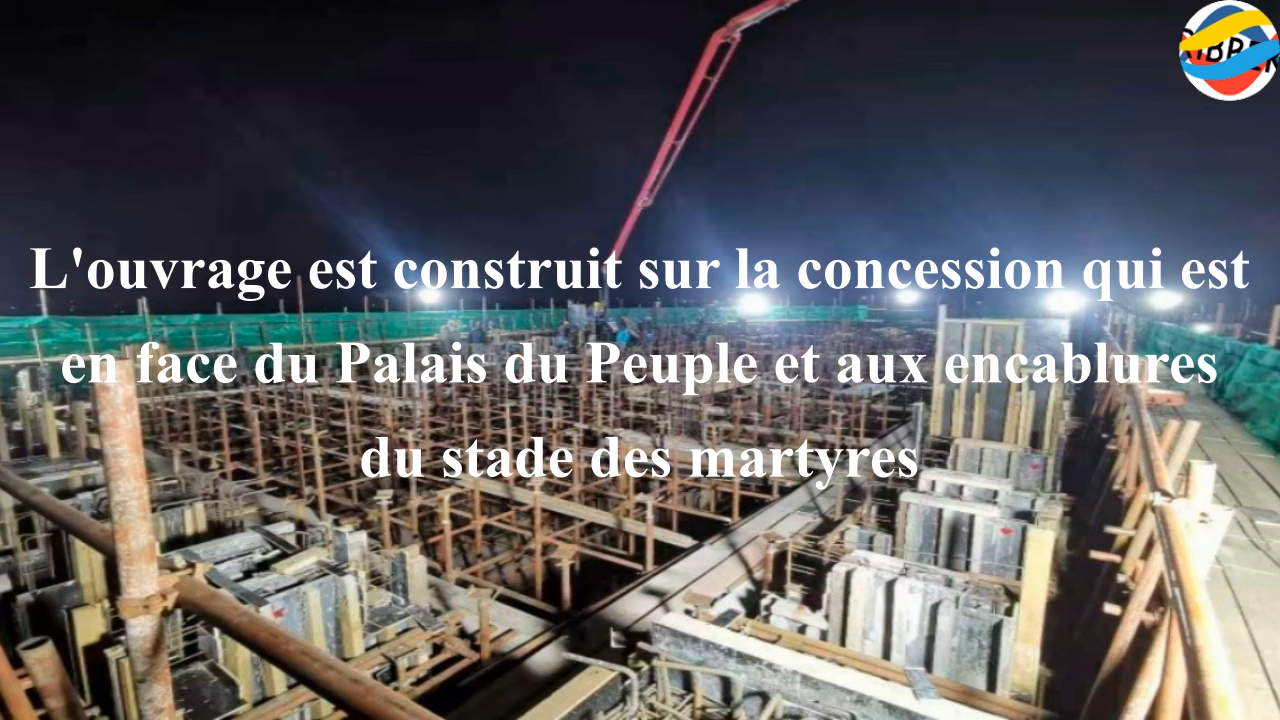 L'ouvrage est construit sur la concession qui est
en face du Palais du Peuple et aux encablures
du stade des martyres